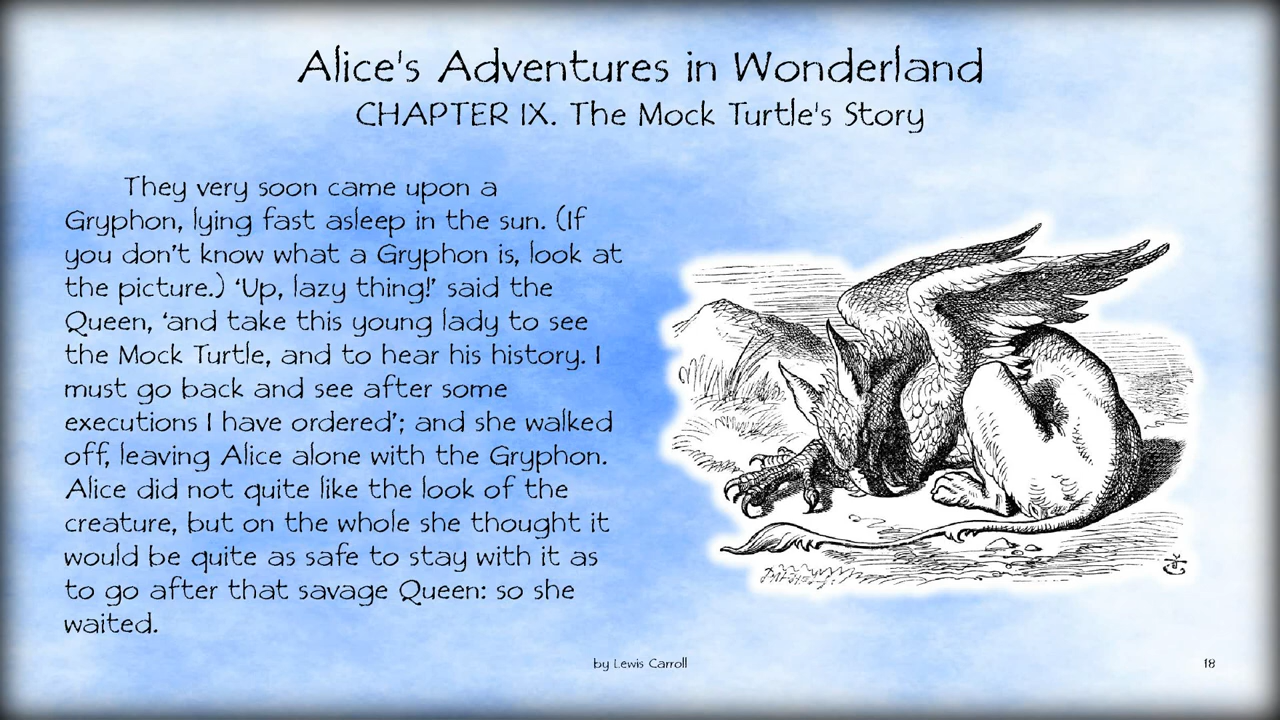 Alice's Adventures in Wonderland
CHAPTER IX. The Mock Turtle's Story
They very soon came upon a
Gryphon, lying fast asleep in the sun. (If
you don’t know what a Gryphon is, look at
the picture.) ‘Up, lazy thing!’ said the
Queen, ‘and take this young lady to see
the Mock Turtle, and to hear his history. I
must go back and see after some
executions I have ordered’; and she walked
off, leaving Alice alone with the Gryphon.
Alice did not quite like the look of the
creature, but on the whole she thought it
would be quite as safe to stay with it as
to go after that savage Queen: so she
waited.
by Lewis Carroll
18